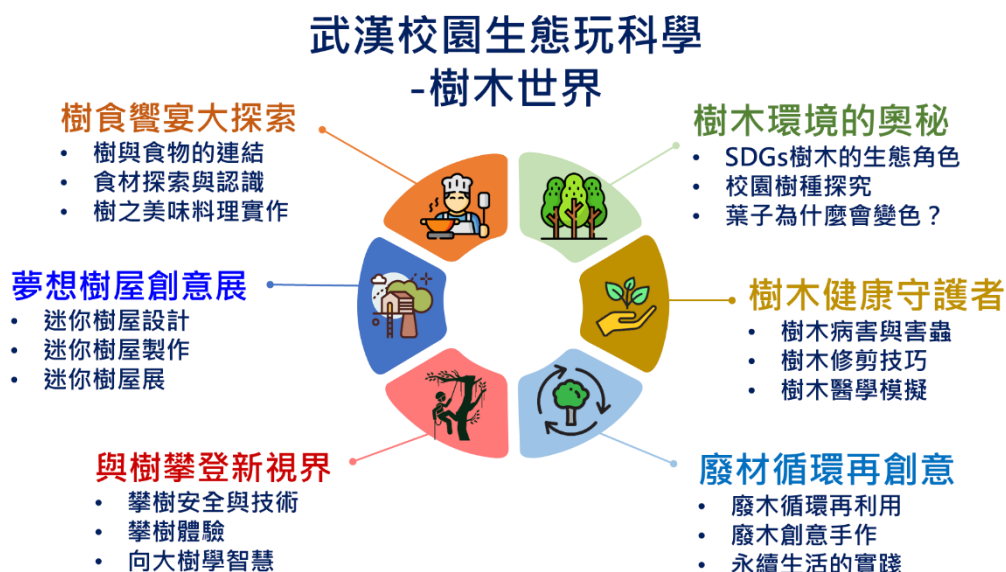 武漢校園生態玩科學
-樹木世界
樹食饗宴大探索
• 樹與食物的連結
• 食材探索與認識
• 樹之美味料理實作
樹木環境的奧秘
• SDGs樹木的生態角色
• 校園樹種探究
• 葉子為什麼會變色？
夢想樹屋創意展
• 迷你樹屋設計
• 迷你樹屋製作
• 迷你樹屋展
樹木健康守護者
• 樹木病害與害蟲
• 樹木修剪技巧
• 樹木醫學模擬
與樹攀登新視界
• 攀樹安全與技術
• 攀樹體驗
• 向大樹學智慧
廢材循環再創意
• 廢木循環再利用
• 廢木創意手作
• 永續生活的實踐